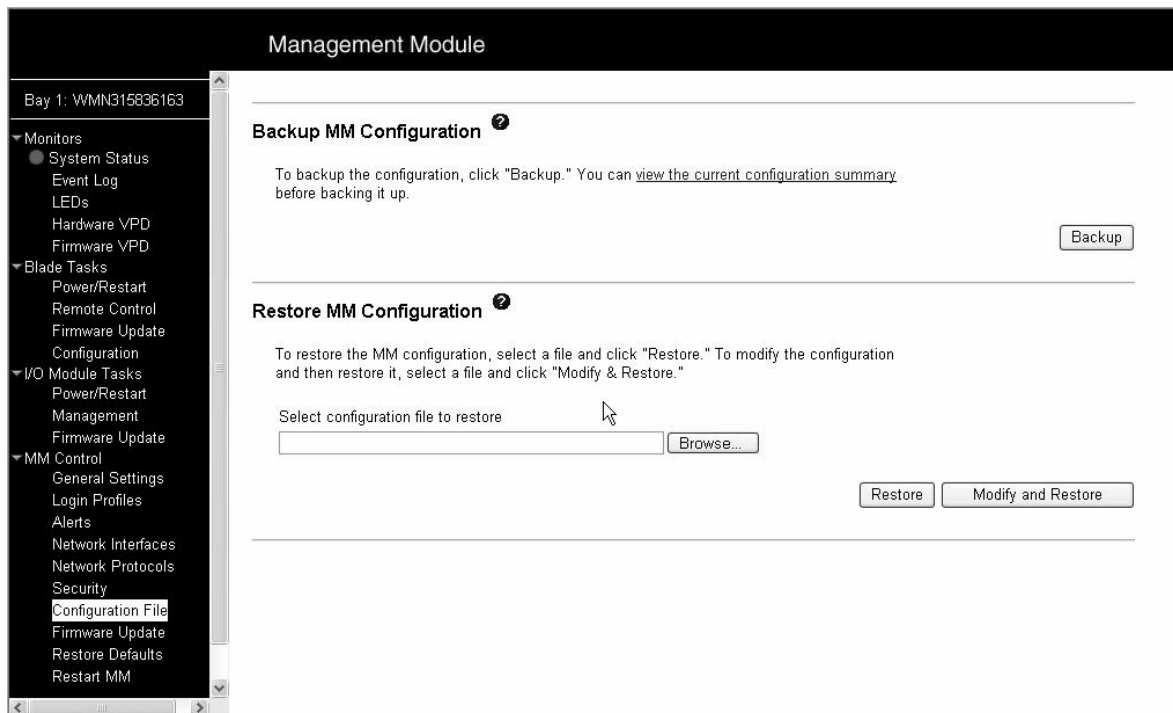 Management Module
Bay 1: WMN315836163
Monitors
System Status
Event Log
LEDs
Hardware VPD
Firmware VPD
Blade Tasks
Power/Restart
Remote Control
Firmware Update
Configuration
I/O Module Tasks
Power/Restart
Management
Firmware Update
MM Control
General Settings
Login Profiles
Alerts
Network Interfaces
Network Protocols
Security
Configuration File
Firmware Update
Restore Defaults
Restart MM
Backup MM Configuration ?
To backup the configuration, click "Backup." You can view the current configuration summary
before backing it up.
Backup
Restore MM Configuration ?
To restore the MM configuration, select a file and click "Restore." To modify the configuration
and then restore it, select a file and click "Modify & Restore."
Select configuration file to restore
Browse...
Restore
Modify and Restore